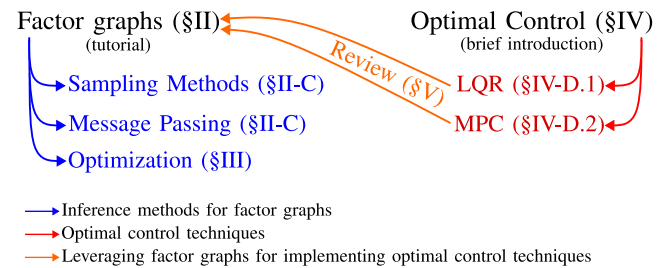 Factor graphs (§II)
(tutorial)
Sampling Methods (§II-C)
Message Passing (§II-C)
Optimization (§III)
Review (§V)
Optimal Control (§IV)
(brief introduction)
LQR (§IV-D.1)
MPC (§IV-D.2)
Inference methods for factor graphs
Optimal control techniques
Leveraging factor graphs for implementing optimal control techniques